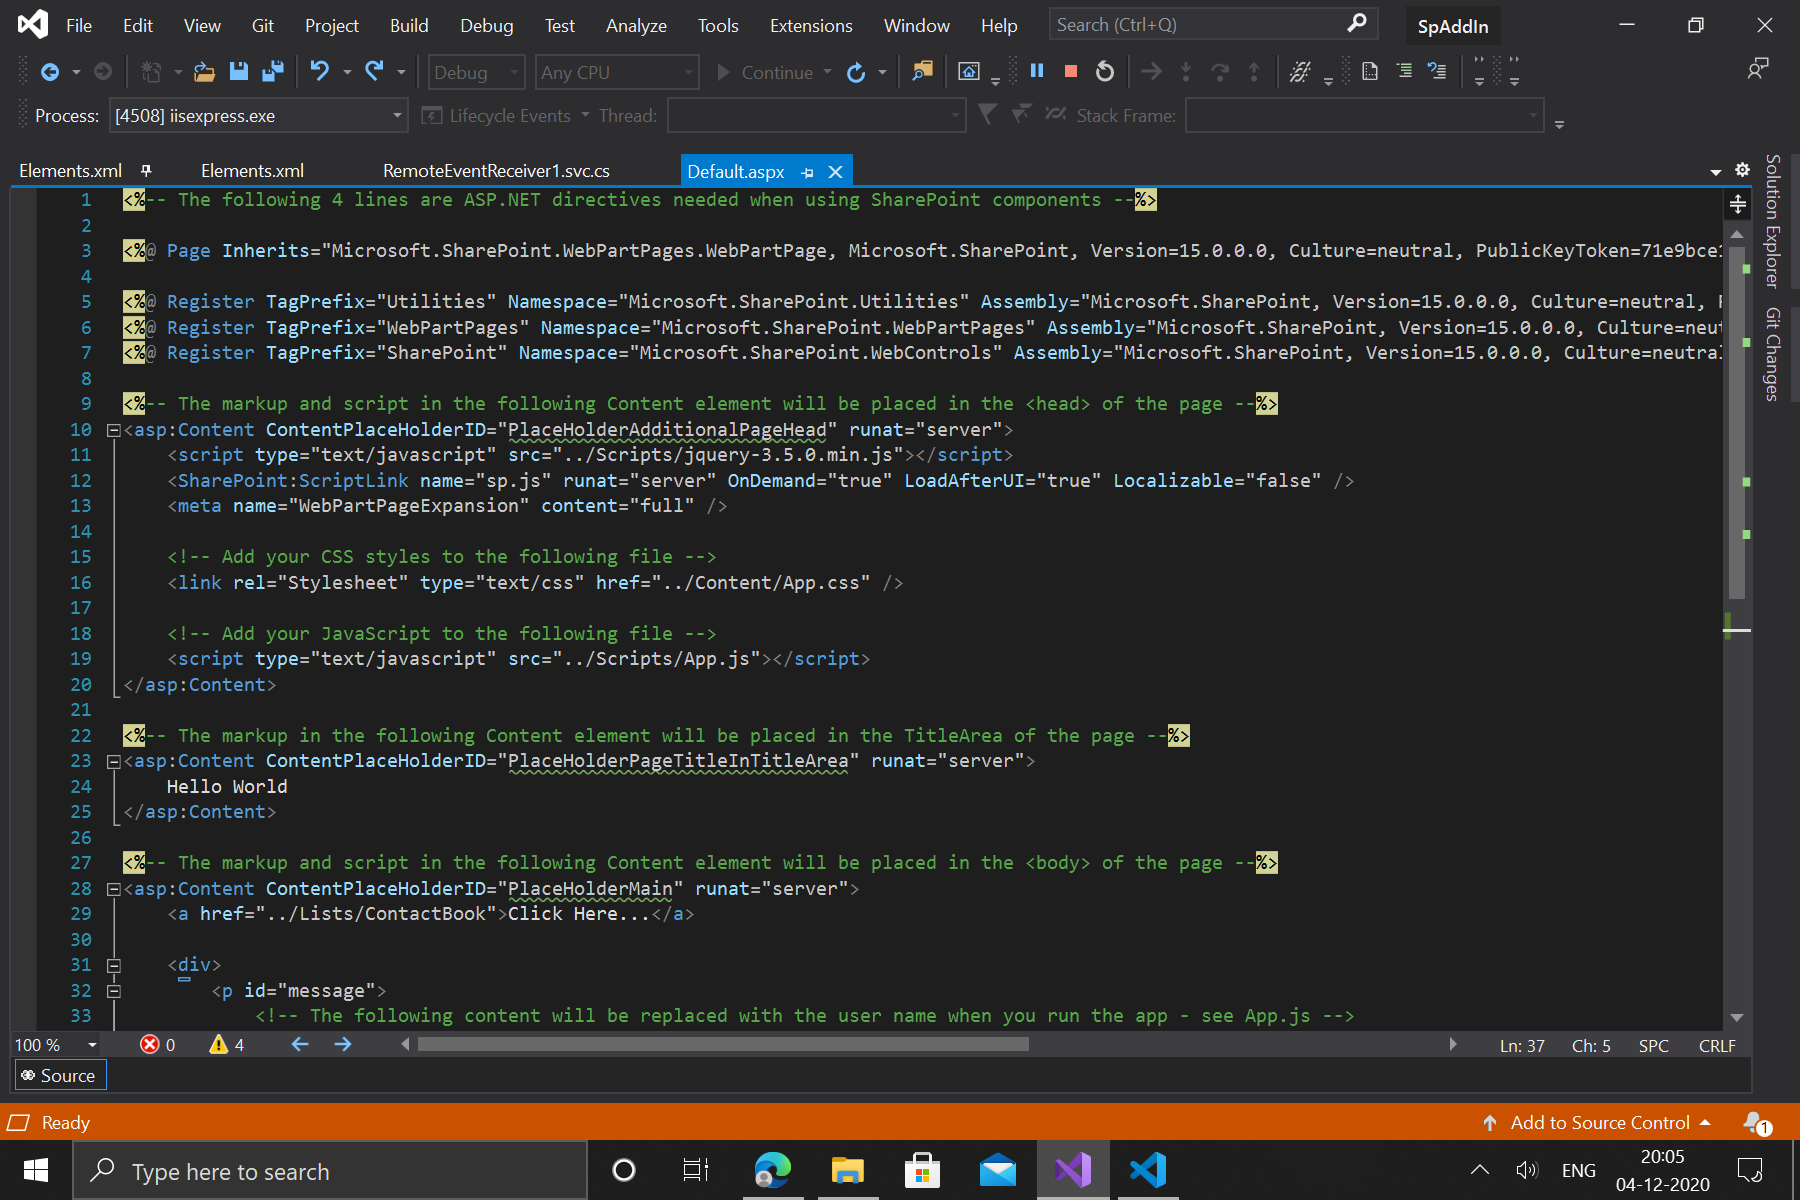 File Edit View Git Project Build Debug Test Analyze Tools Extensions Window Help Search (Ctrl+Q) SpAddIn
Debug Any CPU Continue
Process: [4508] iisexpress.exe Lifecycle Events Thread: Stack Frame:
Elements.xml Elements.xml RemoteEventReceiver1.svc.cs Default.aspx
Solution Explorer
Git Changes
1 <%-- The following 4 lines are ASP.NET directives needed when using SharePoint components --%>
2
3 <%@ Page Inherits="Microsoft.SharePoint.WebPartPages.WebPartPage, Microsoft.SharePoint, Version=15.0.0.0, Culture=neutral, PublicKeyToken=71e9bce1
4
5 <%@ Register TagPrefix="Utilities" Namespace="Microsoft.SharePoint.Utilities" Assembly="Microsoft.SharePoint, Version=15.0.0.0, Culture=neutral,
6 <%@ Register TagPrefix="WebPartPages" Namespace="Microsoft.SharePoint.WebPartPages" Assembly="Microsoft.SharePoint, Version=15.0.0.0, Culture=neut
7 <%@ Register TagPrefix="SharePoint" Namespace="Microsoft.SharePoint.WebControls" Assembly="Microsoft.SharePoint, Version=15.0.0.0, Culture=neutral
8
9 <%-- The markup and script in the following Content element will be placed in the <head> of the page --%>
10 <asp:Content ContentPlaceHolderID="PlaceHolderAdditionalPageHead" runat="server">
11 <script type="text/javascript" src="../Scripts/jquery-3.5.0.min.js"></script>
12 <SharePoint:ScriptLink name="sp.js" runat="server" OnDemand="true" LoadAfterUI="true" Localizable="false" />
13 <meta name="WebPartPageExpansion" content="full" />
14
15 <!-- Add your CSS styles to the following file -->
16 <link rel="Stylesheet" type="text/css" href="../Content/App.css" />
17
18 <!-- Add your JavaScript to the following file -->
19 <script type="text/javascript" src="../Scripts/App.js"></script>
20 </asp:Content>
21
22 <%-- The markup in the following Content element will be placed in the TitleArea of the page --%>
23 <asp:Content ContentPlaceHolderID="PlaceHolderPageTitleInTitleArea" runat="server">
24 Hello World
25 </asp:Content>
26
27 <%-- The markup and script in the following Content element will be placed in the <body> of the page --%>
28 <asp:Content ContentPlaceHolderID="PlaceHolderMain" runat="server">
29 <a href="../Lists/ContactBook">Click Here...</a>
30
31 <div>
32 <p id="message">
33 <!-- The following content will be replaced with the user name when you run the app - see App.js -->
100 % 0 4 Ln: 37 Ch: 5 SPC CRLF
Source
Ready Add to Source Control 1
Type here to search ENG 20:05
04-12-2020